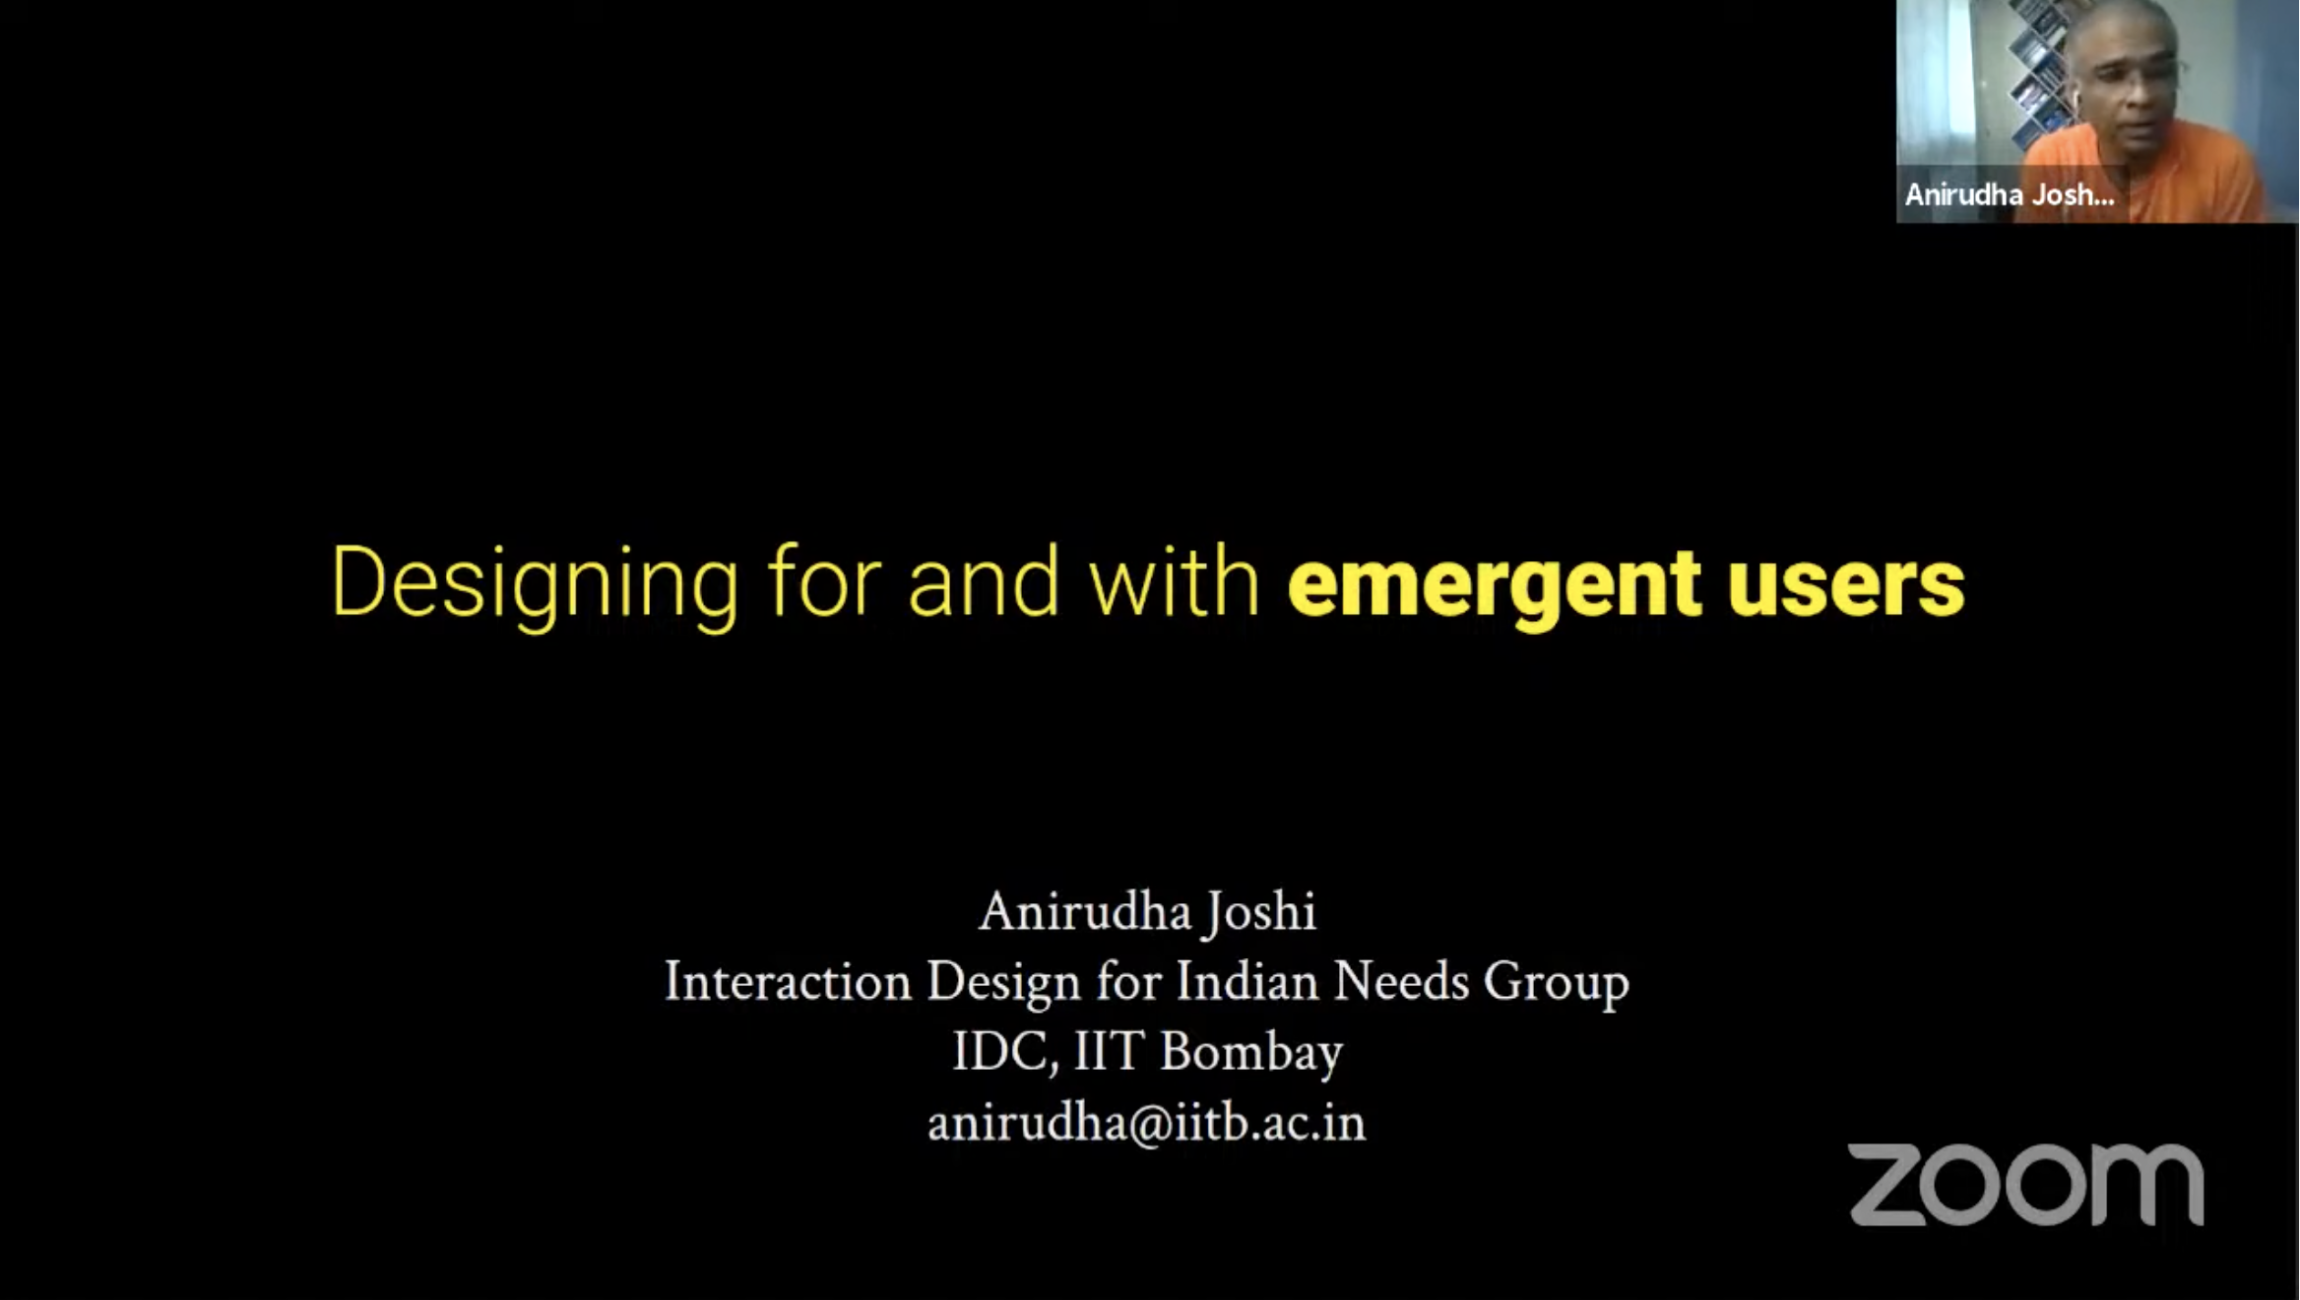 Anirudha Josh...
Designing for and with emergent users
Anirudha Joshi
Interaction Design for Indian Needs Group
IDC, IIT Bombay
anirudha@iitb.ac.in
zoom